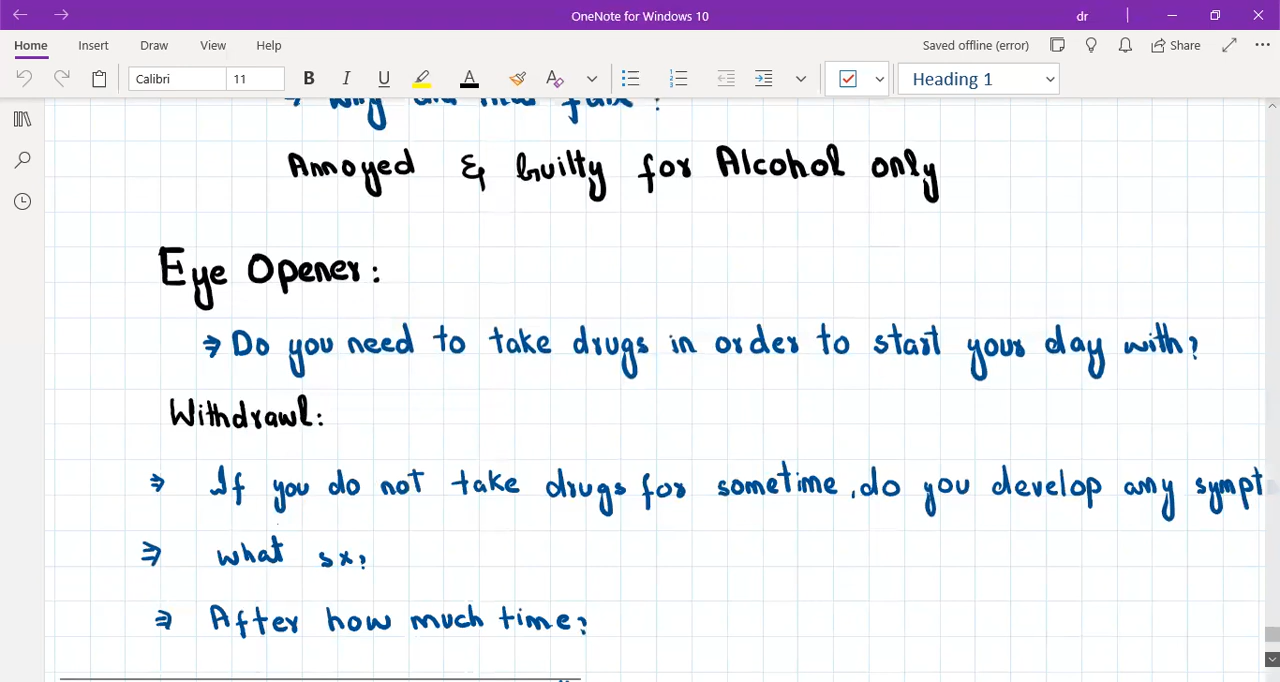 OneNote for Windows 10
dr
Home Insert Draw View Help
Saved offline (error)
Share
Calibri 11 B I U A A Heading 1
Annoyed & Guilty for Alcohol only
Eye Opener:
⇒ Do you need to take drugs in order to start your day with?
Withdrawl:
⇒ If you do not take drugs for sometime, do you develop any sympt
⇒ what sx?
⇒ After how much time?